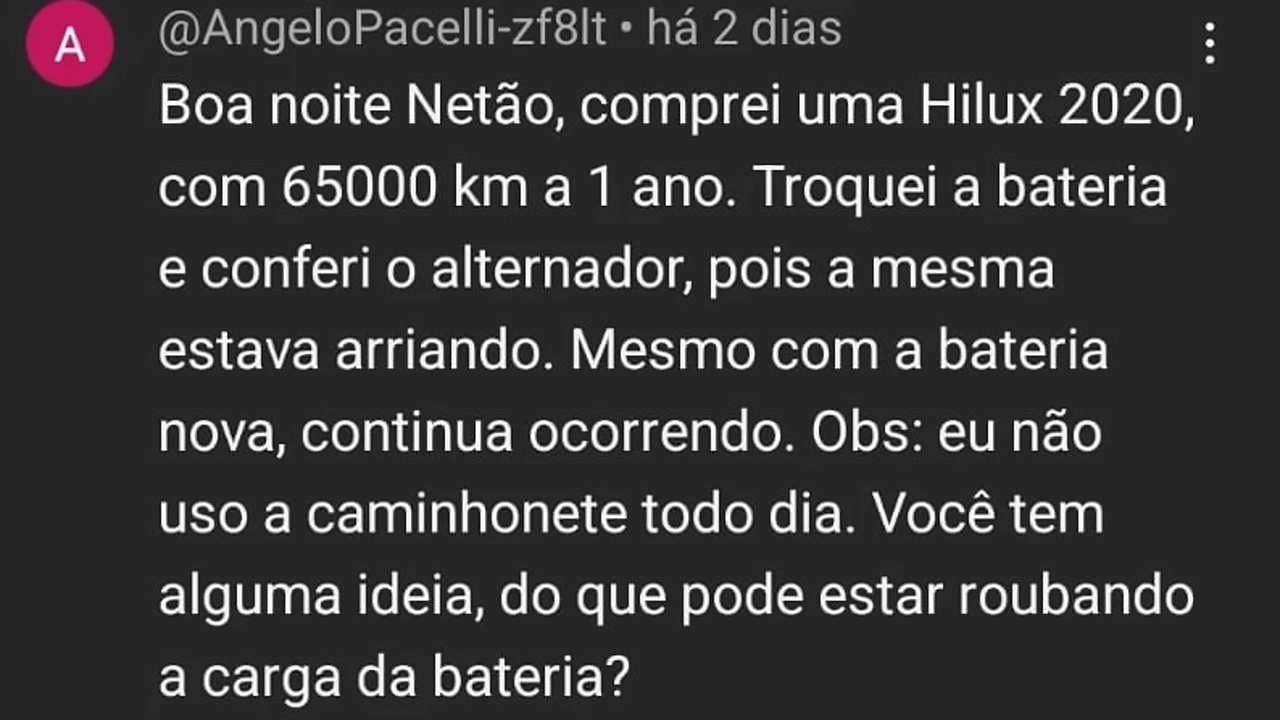 A
@AngeloPacelli-zf8lt • há 2 dias
Boa noite Netão, comprei uma Hilux 2020,
com 65000 km a 1 ano. Troquei a bateria
e conferi o alternador, pois a mesma
estava arriando. Mesmo com a bateria
nova, continua ocorrendo. Obs: eu não
uso a caminhonete todo dia. Você tem
alguma ideia, do que pode estar roubando
a carga da bateria?